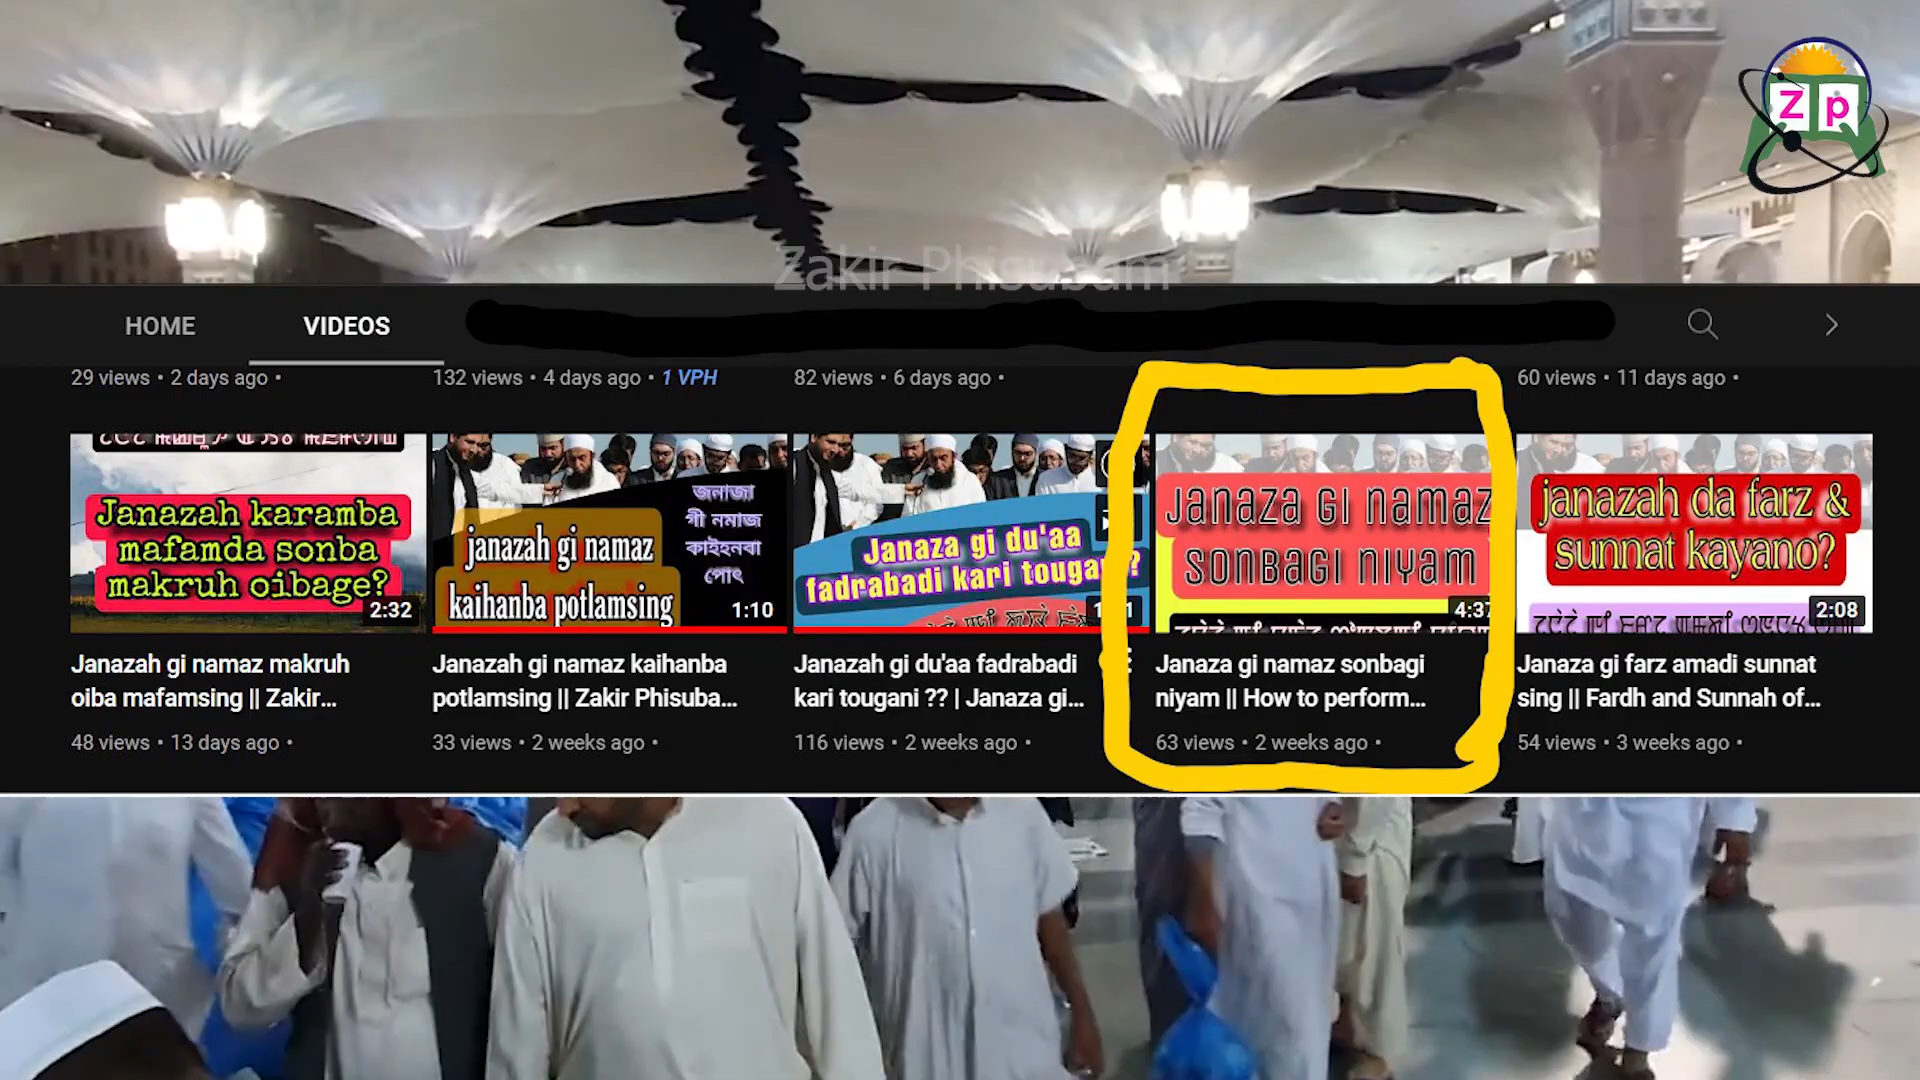 Zp
Zakir Phisubam
HOME
VIDEOS
29 views • 2 days ago •
132 views • 4 days ago • 1 VPH
82 views • 6 days ago •
60 views • 11 days ago •
Janazah karamba
mafamda sonba
makruh oibage?
2:32
Janazah gi namaz makruh
oiba mafamsing || Zakir...
48 views • 13 days ago •
জনাজা
গী নমাজ
কাইহনবা
পোৎ
janazah gi namaz
kaihanba potlamsing
1:10
Janazah gi namaz kaihanba
potlamsing || Zakir Phisuba...
33 views • 2 weeks ago •
Janaza gi du'aa
fadrabadi kari tougan ?
Janazah gi du'aa fadrabadi
kari tougani ?? | Janaza gi...
116 views • 2 weeks ago •
Janaza gi namaz
sonbagi niyam
4:37
Janaza gi namaz sonbagi
niyam || How to perform...
63 views • 2 weeks ago •
janazah da farz &
sunnat kayano?
2:08
Janaza gi farz amadi sunnat
sing || Fardh and Sunnah of...
54 views • 3 weeks ago •